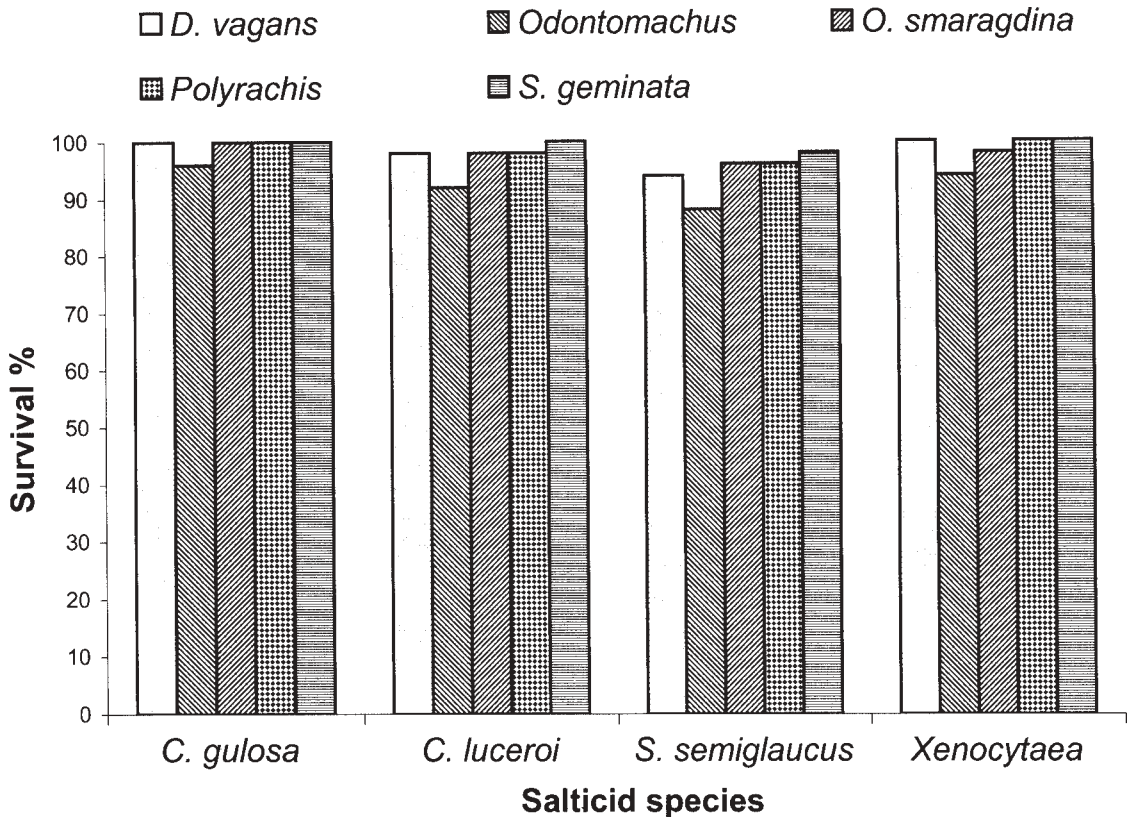 D. vagans Odontomachus O. smaragdina
Polyrachis S. geminata
100
90
80
70
60
50
40
30
20
10
0
Survival %
C. gulosa C. luceroi S. semiglaucus Xenocytaea
Salticid species